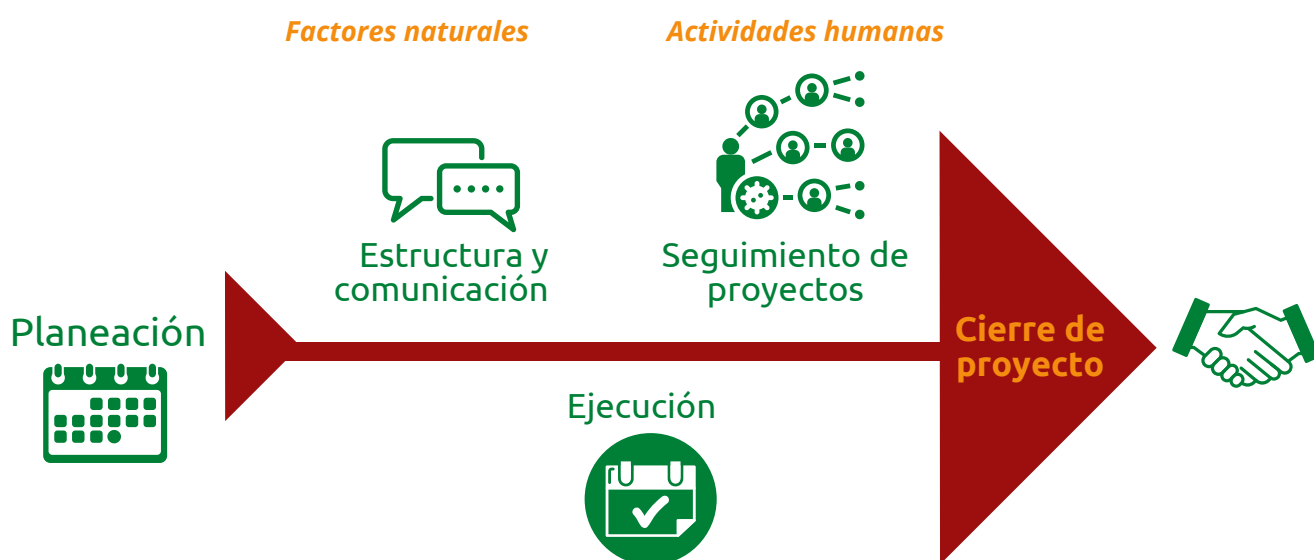 Factores naturales
Actividades humanas
Estructura y
comunicación
Seguimiento de
proyectos
Planeación
Cierre de
proyecto
Ejecución